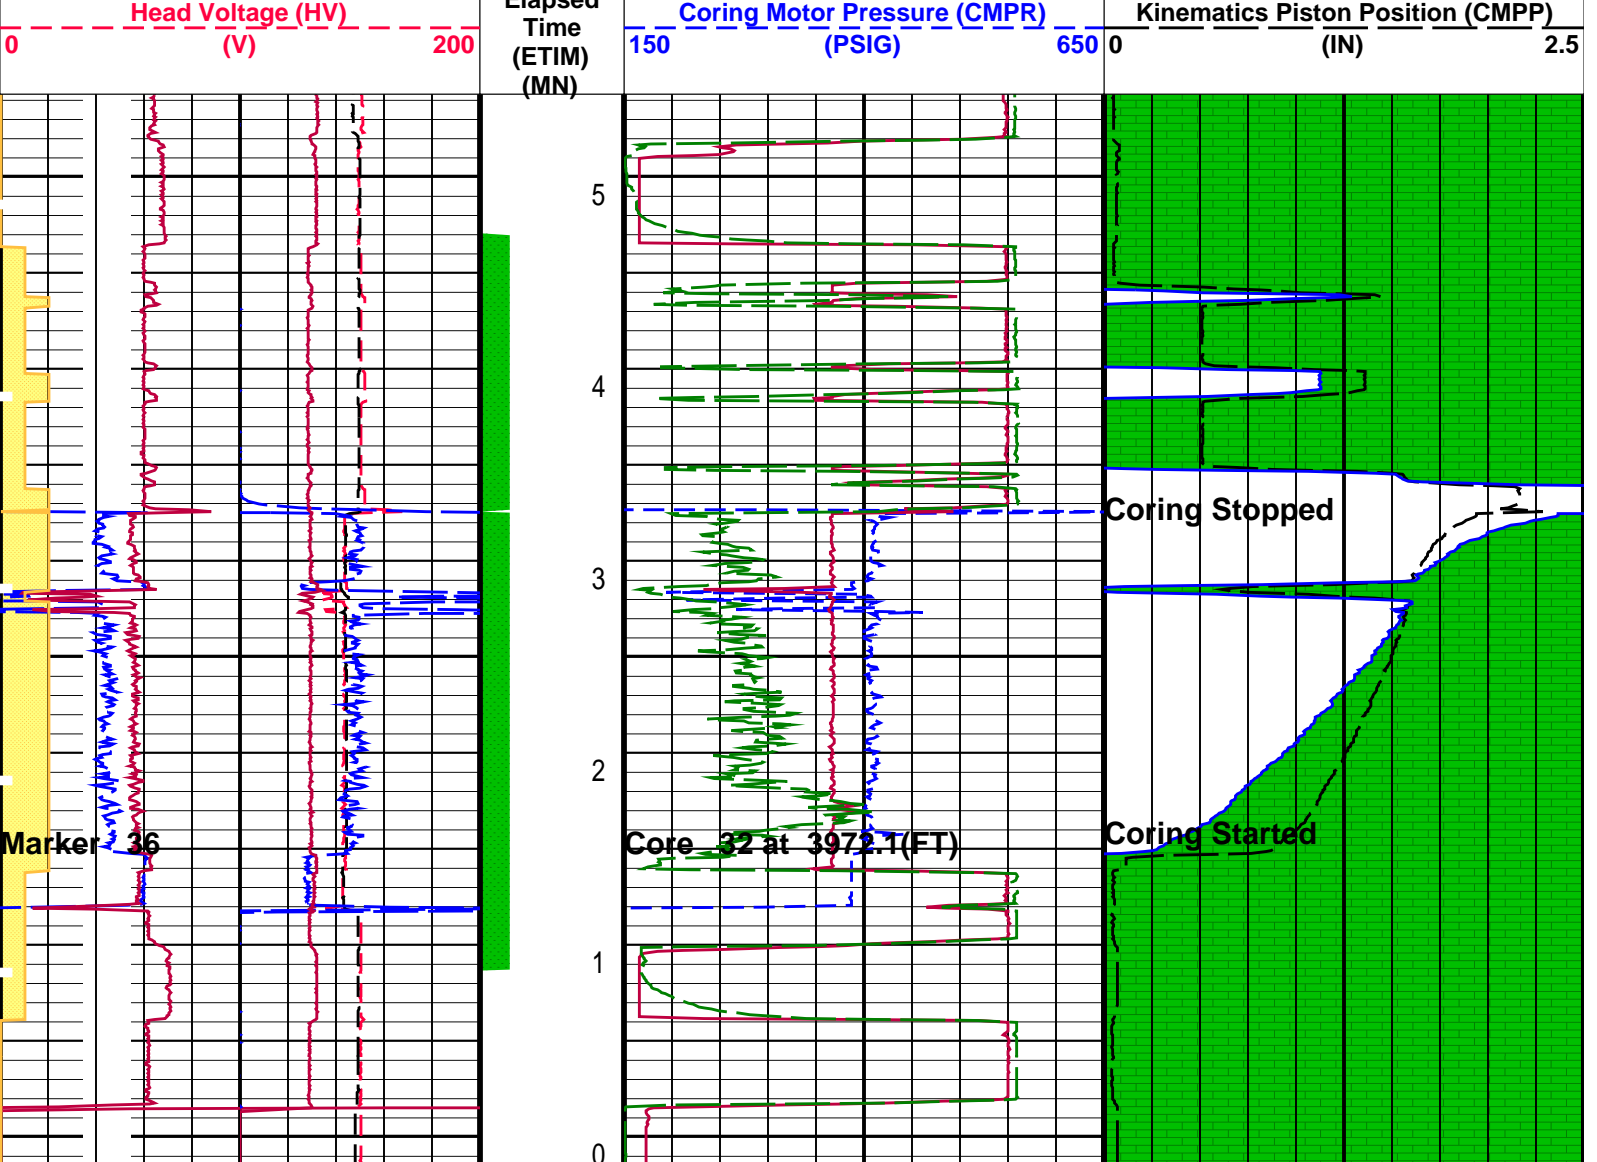 Head Voltage (HV)
0 (V) 200
Elapsed
Time
(ETIM)
(MN)
Coring Motor Pressure (CMPR)
150 (PSIG) 650
Kinematics Piston Position (CMPP)
0 (IN) 2.5
5
4
Coring Stopped
3
2
Marker 36
Core 32 at 3972.1(FT)
Coring Started
1
0